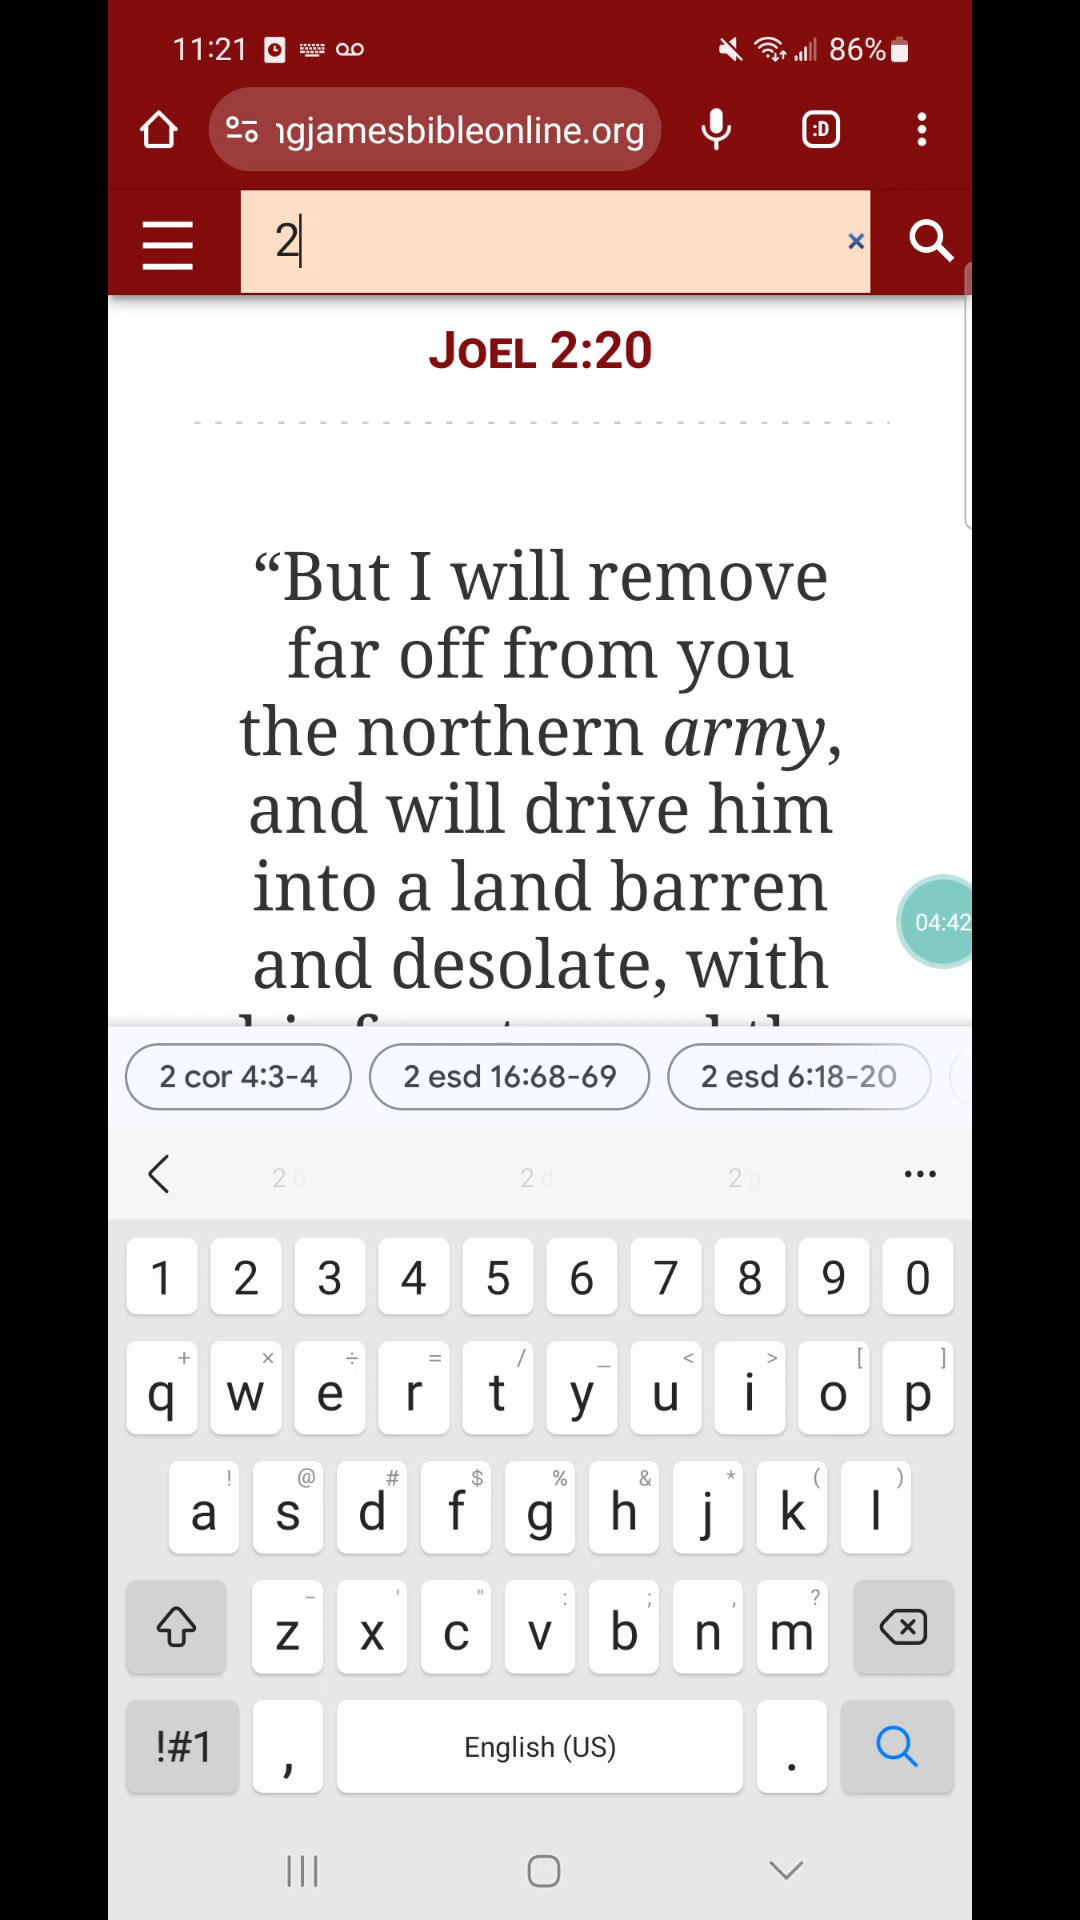 11:21 86%
ngjamesbibleonline.org :D
2 ×
JOEL 2:20
“But I will remove
far off from you
the northern army,
and will drive him
into a land barren
and desolate, with
04:42
2 cor 4:3-4 2 esd 16:68-69 2 esd 6:18-20
20 2d 2n ...
1 2 3 4 5 6 7 8 9 0
+ × ÷ = / _ < > [ ]
q w e r t y u i o p
! @ # $ % & * ( )
a s d f g h j k l
- ' " : ; , ?
z x c v b n m
!#1 , English (US) .